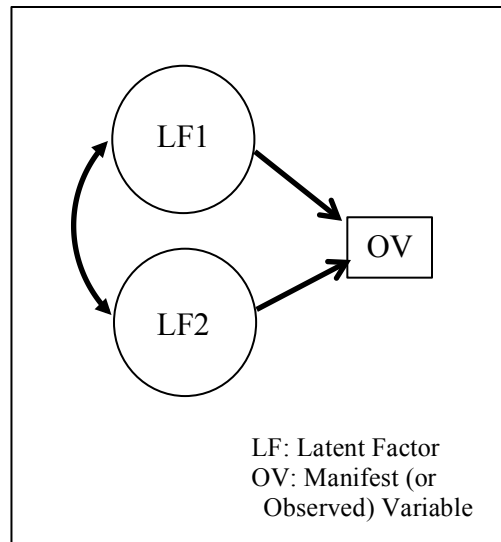 LF1
OV
LF2
LF: Latent Factor
OV: Manifest (or
Observed) Variable